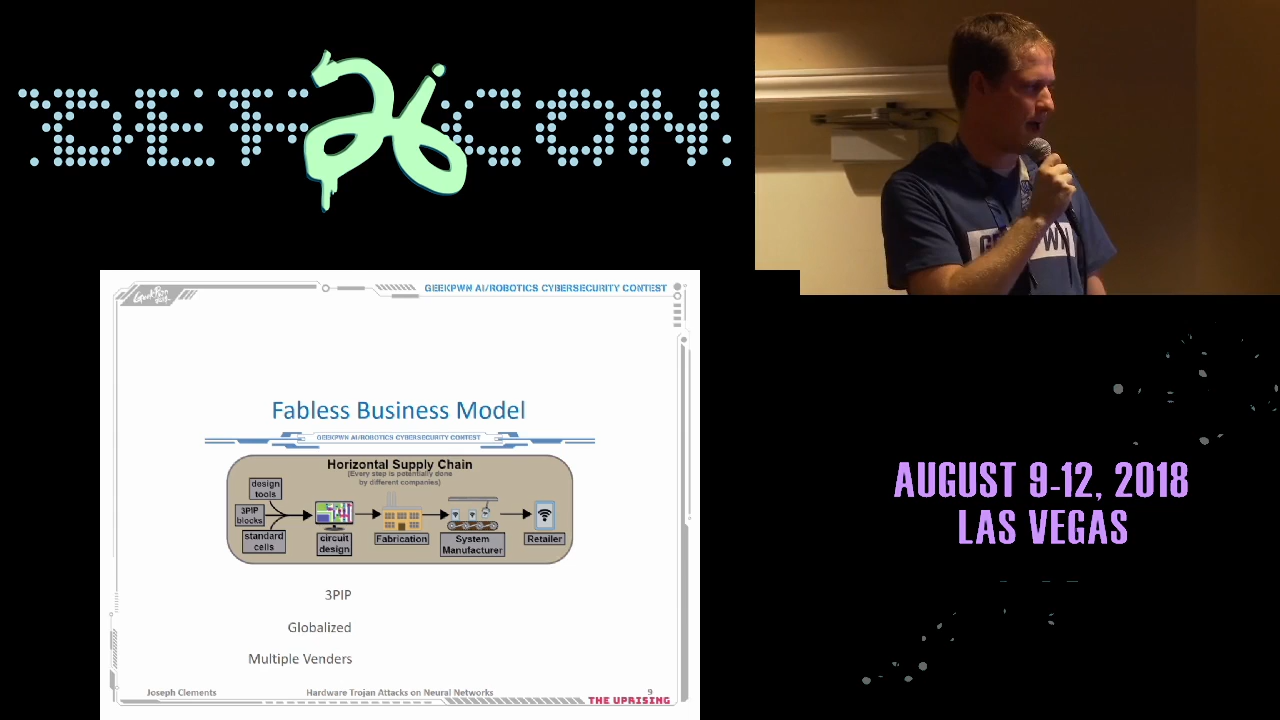 DEF CON 26
GEEKPWN AI/ROBOTICS CYBERSECURITY CONTEST
Fabless Business Model
GEEKPWN AI/ROBOTICS CYBERSECURITY CONTEST
Horizontal Supply Chain
(Every step is potentially done
by different companies)
design
tools
3PIP
blocks
standard
cells
circuit
design
Fabrication
System
Manufacturer
Retailer
3PIP
Globalized
Multiple Venders
Joseph Clements
Hardware Trojan Attacks on Neural Networks
9
THE UPRISING
AUGUST 9-12, 2018
LAS VEGAS